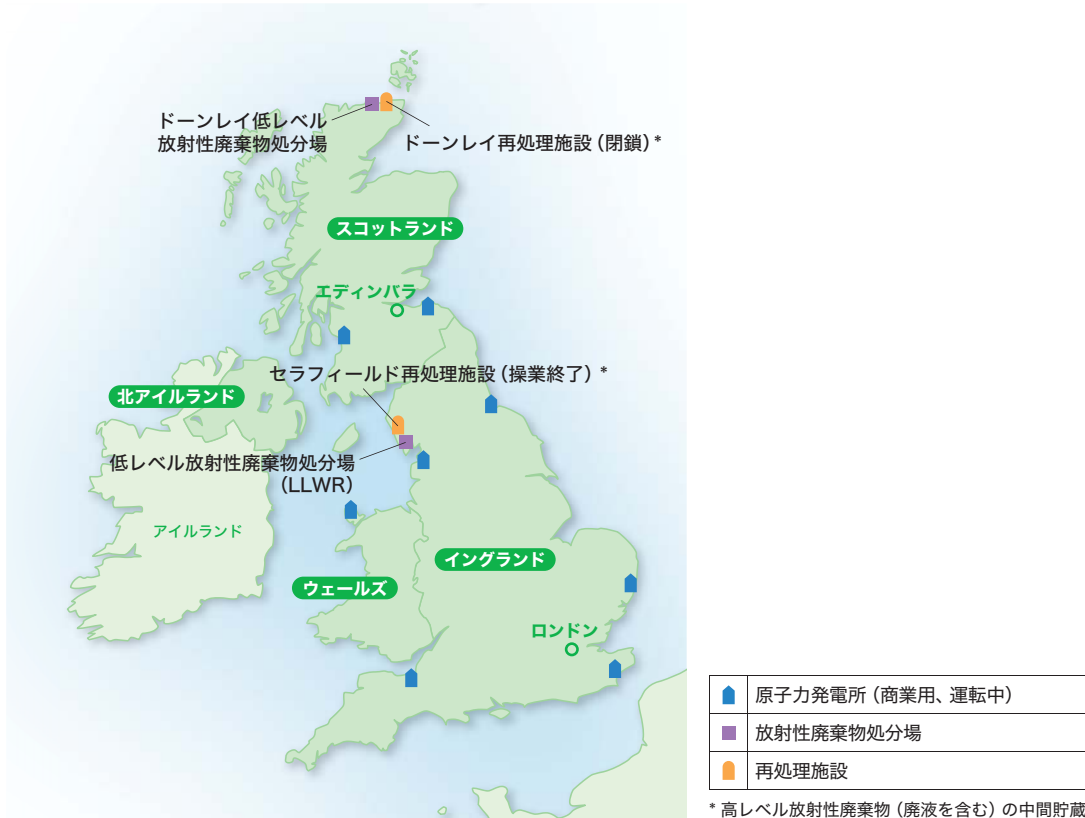 ドーンレイ低レベル
放射性廃棄物処分場
ドーンレイ再処理施設（閉鎖）*
スコットランド
エディンバラ
セラフィールド再処理施設（操業終了）*
北アイルランド
低レベル放射性廃棄物処分場
（LLWR）
アイルランド
イングランド
ウェールズ
ロンドン
原子力発電所（商業用、運転中）
放射性廃棄物処分場
再処理施設
* 高レベル放射性廃棄物（廃液を含む）の中間貯蔵